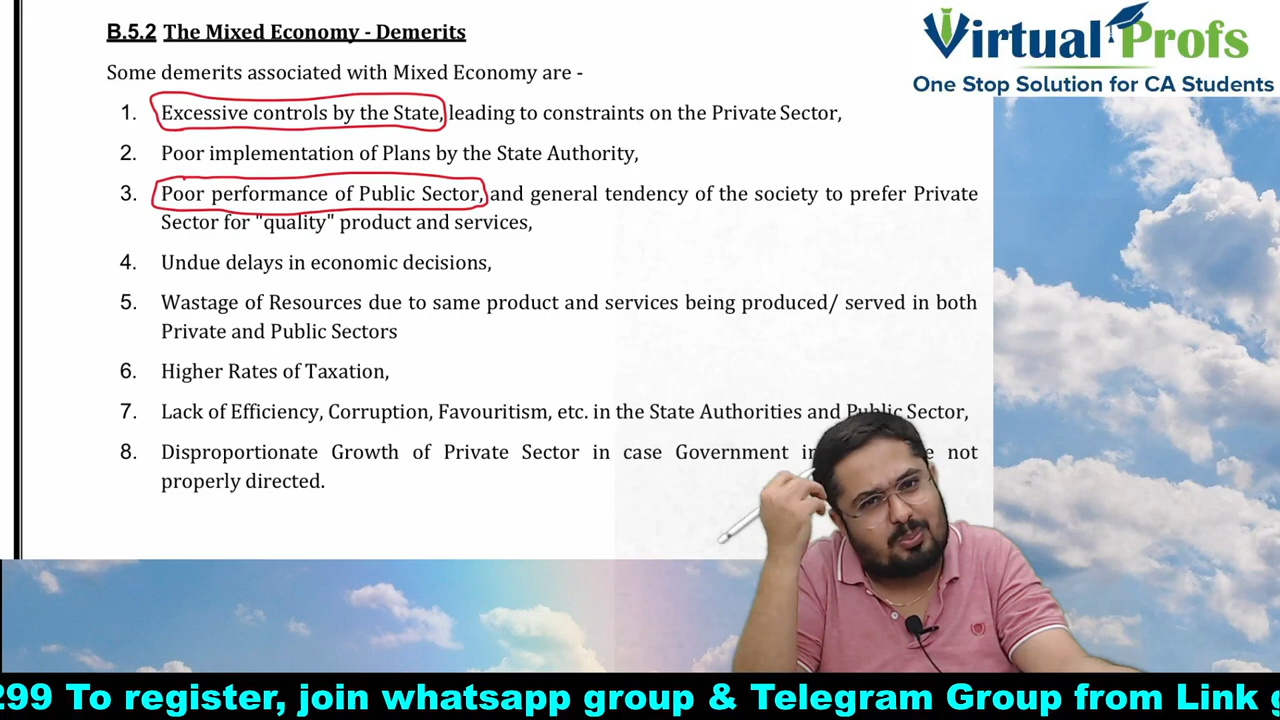 B.5.2 The Mixed Economy - Demerits
Virtual Profs
One Stop Solution for CA Students
Some demerits associated with Mixed Economy are -
1. Excessive controls by the State, leading to constraints on the Private Sector,
2. Poor implementation of Plans by the State Authority,
3. Poor performance of Public Sector, and general tendency of the society to prefer Private
Sector for "quality" product and services,
4. Undue delays in economic decisions,
5. Wastage of Resources due to same product and services being produced/ served in both
Private and Public Sectors
6. Higher Rates of Taxation,
7. Lack of Efficiency, Corruption, Favouritism, etc. in the State Authorities and Public Sector,
8. Disproportionate Growth of Private Sector in case Government not
properly directed.
299 To register, join whatsapp group & Telegram Group from Link